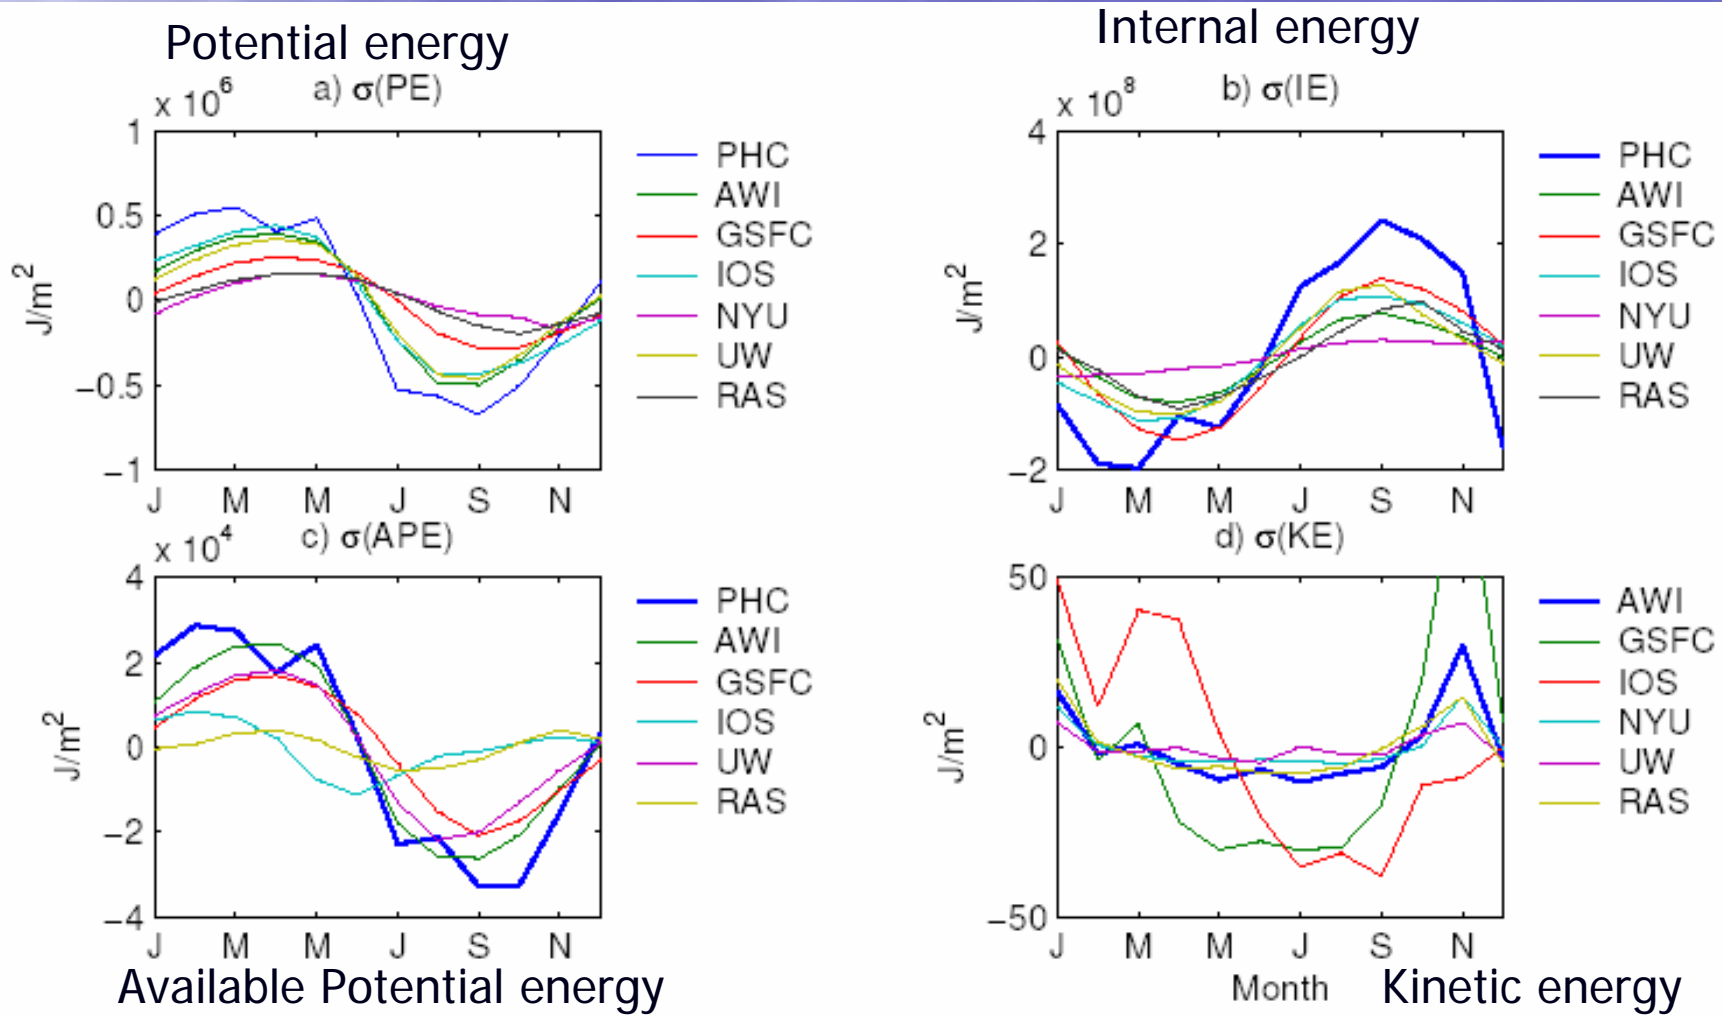 Potential energy
Internal energy
a) σ(PE)
x 10^6
1
0.5
0
−0.5
−1
J/m^2
J M M J S N
PHC
AWI
GSFC
IOS
NYU
UW
RAS
b) σ(IE)
x 10^8
4
2
0
−2
J/m^2
J M M J S N
PHC
AWI
GSFC
IOS
NYU
UW
RAS
c) σ(APE)
x 10^4
4
2
0
−2
−4
J/m^2
J M M J S N
PHC
AWI
GSFC
IOS
UW
RAS
d) σ(KE)
50
0
−50
J/m^2
J M M J S N
Month
AWI
GSFC
IOS
NYU
UW
RAS
Available Potential energy
Kinetic energy